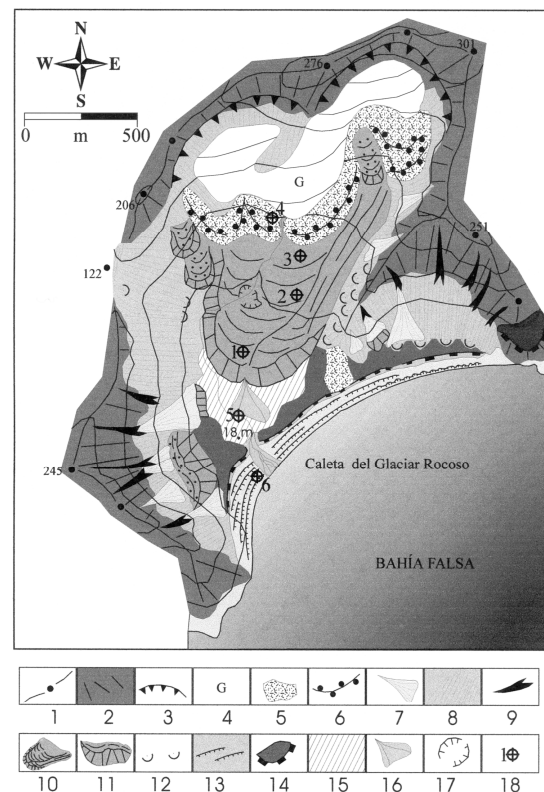 N
W E
S
0 m 500
276
301
206
G
4
251
3
122
2
1
5
18 m
245
6
Caleta del Glaciar Rocoso
BAHÍA FALSA
G
1 2 3 4 5 6 7 8 9
1
10 11 12 13 14 15 16 17 18